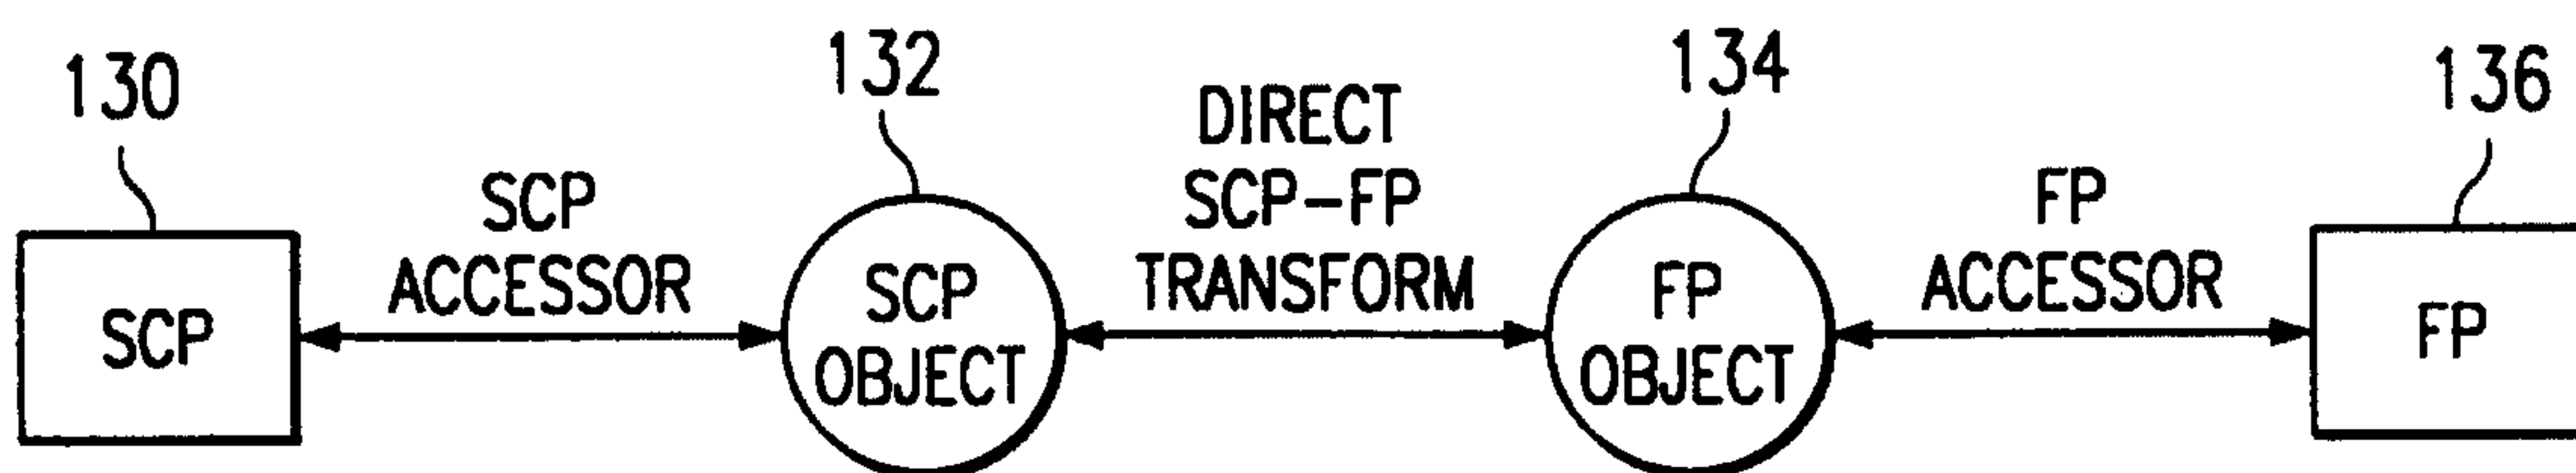 130
132
134
136
SCP
ACCESSOR
DIRECT
SCP-FP
TRANSFORM
FP
ACCESSOR
SCP
SCP
OBJECT
FP
OBJECT
FP